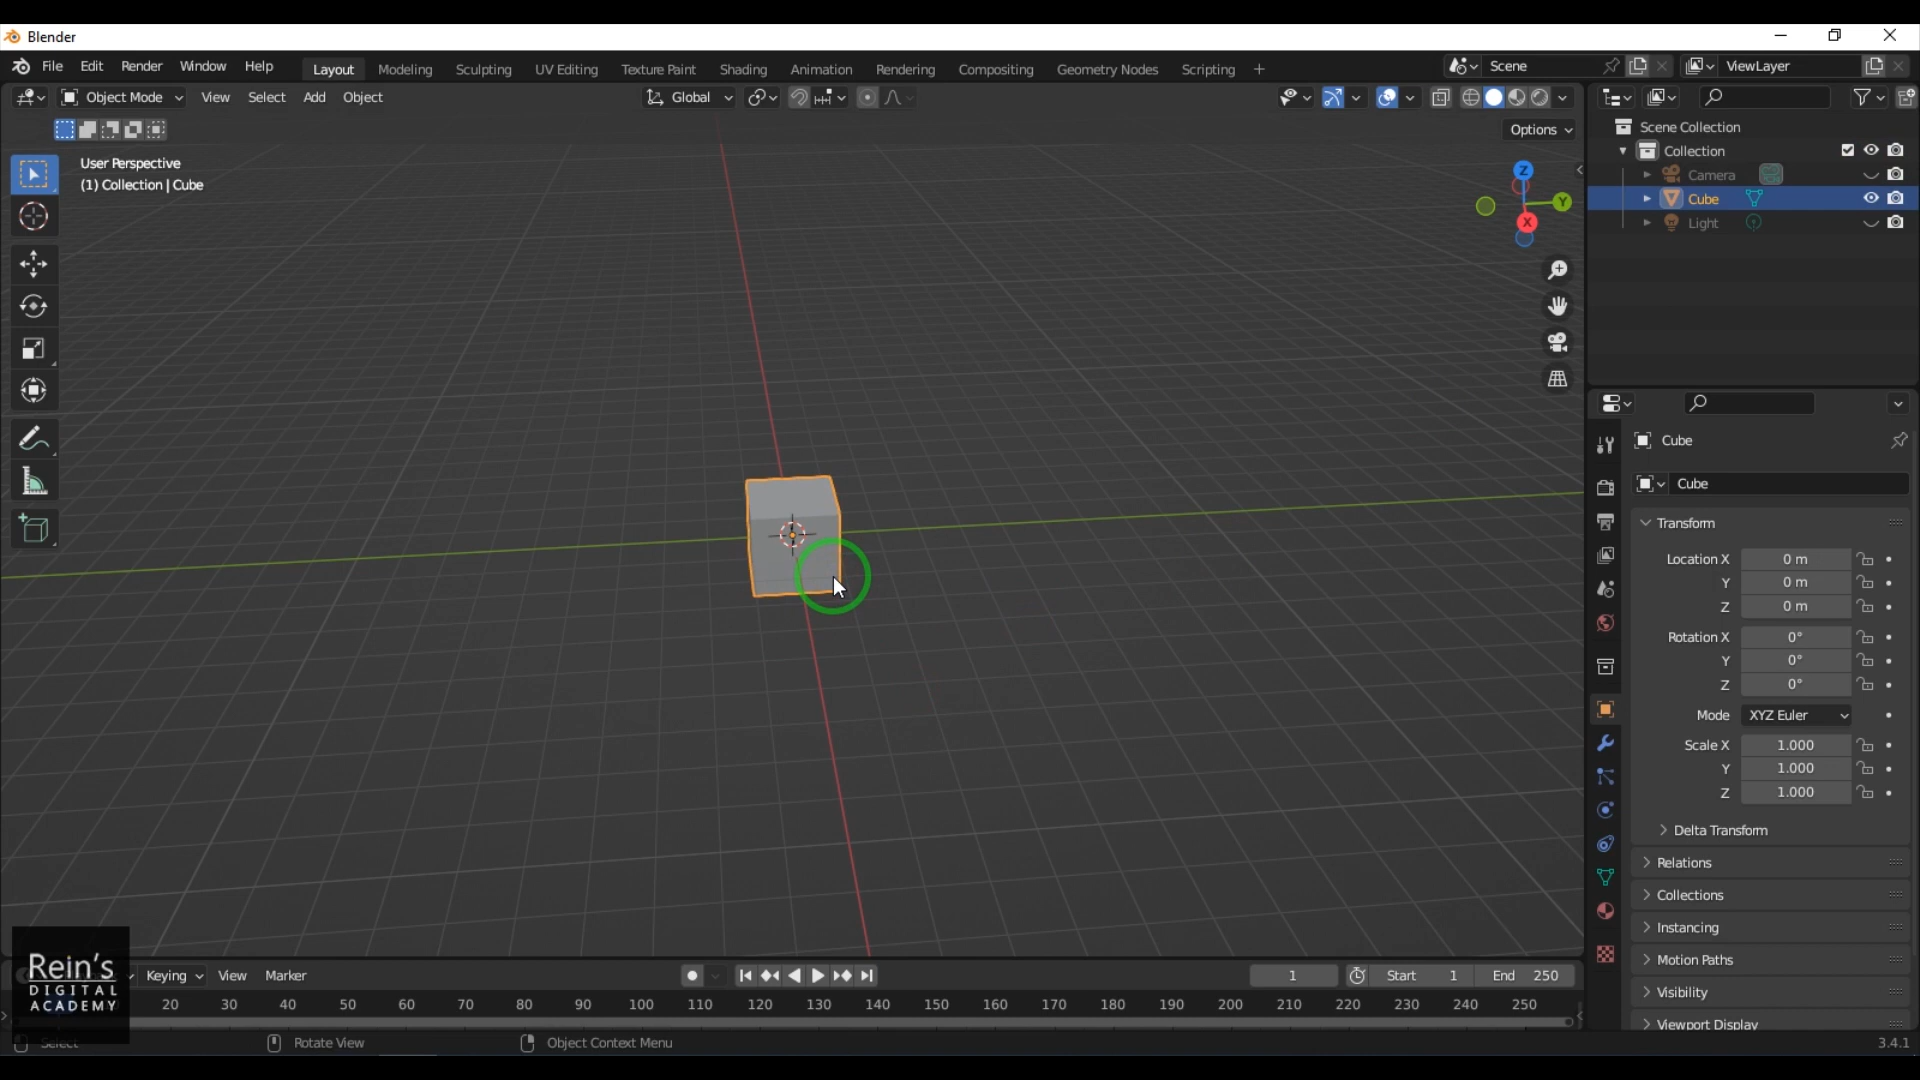 Blender
File Edit Render Window Help Layout Modeling Sculpting UV Editing Texture Paint Shading Animation Rendering Compositing Geometry Nodes Scripting + Scene ViewLayer
Object Mode View Select Add Object Global
Options
User Perspective
(1) Collection | Cube
Z
Y
X
Scene Collection
Collection
Camera
Cube
Light
Cube
Cube
Transform
Location X 0 m
Y 0 m
Z 0 m
Rotation X 0°
Y 0°
Z 0°
Mode XYZ Euler
Scale X 1.000
Y 1.000
Z 1.000
Delta Transform
Relations
Collections
Instancing
Motion Paths
Visibility
Viewport Display
Keying View Marker 1 Start 1 End 250
20 30 40 50 60 70 80 90 100 110 120 130 140 150 160 170 180 190 200 210 220 230 240 250
Rein's
DIGITAL
ACADEMY
Select Rotate View Object Context Menu 3.4.1